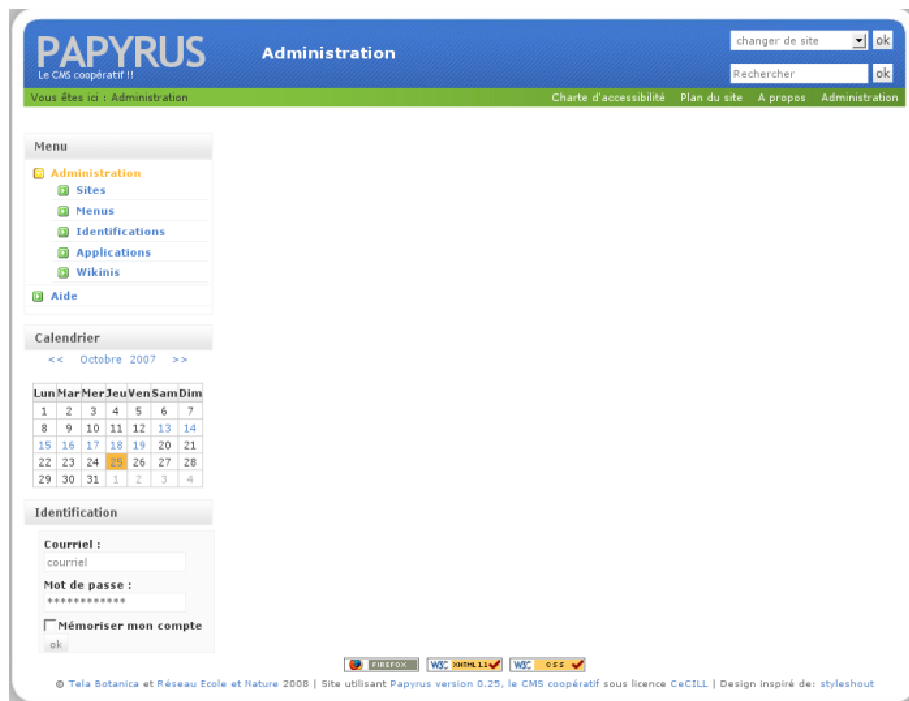 PAPYRUS
Le CMS coopératif !!
Administration
changer de site
ok
Rechercher
ok
Vous êtes ici : Administration
Charte d'accessibilité Plan du site A propos Administration
Menu
Administration
Sites
Menus
Identifications
Applications
Wikinis
Aide
Calendrier
<< Octobre 2007 >>
Lun Mar Mer Jeu Ven Sam Dim
1 2 3 4 5 6 7
8 9 10 11 12 13 14
15 16 17 18 19 20 21
22 23 24 25 26 27 28
29 30 31 1 2 3 4
Identification
Courriel :
courriel
Mot de passe :
************
Mémoriser mon compte
ok
FIREFOX W3C XHTML 1.1 W3C CSS
© Tela Botanica et Réseau Ecole et Nature 2008 | Site utilisant Papyrus version 0.25, le CMS coopératif sous licence CeCILL | Design inspiré de: styleshout